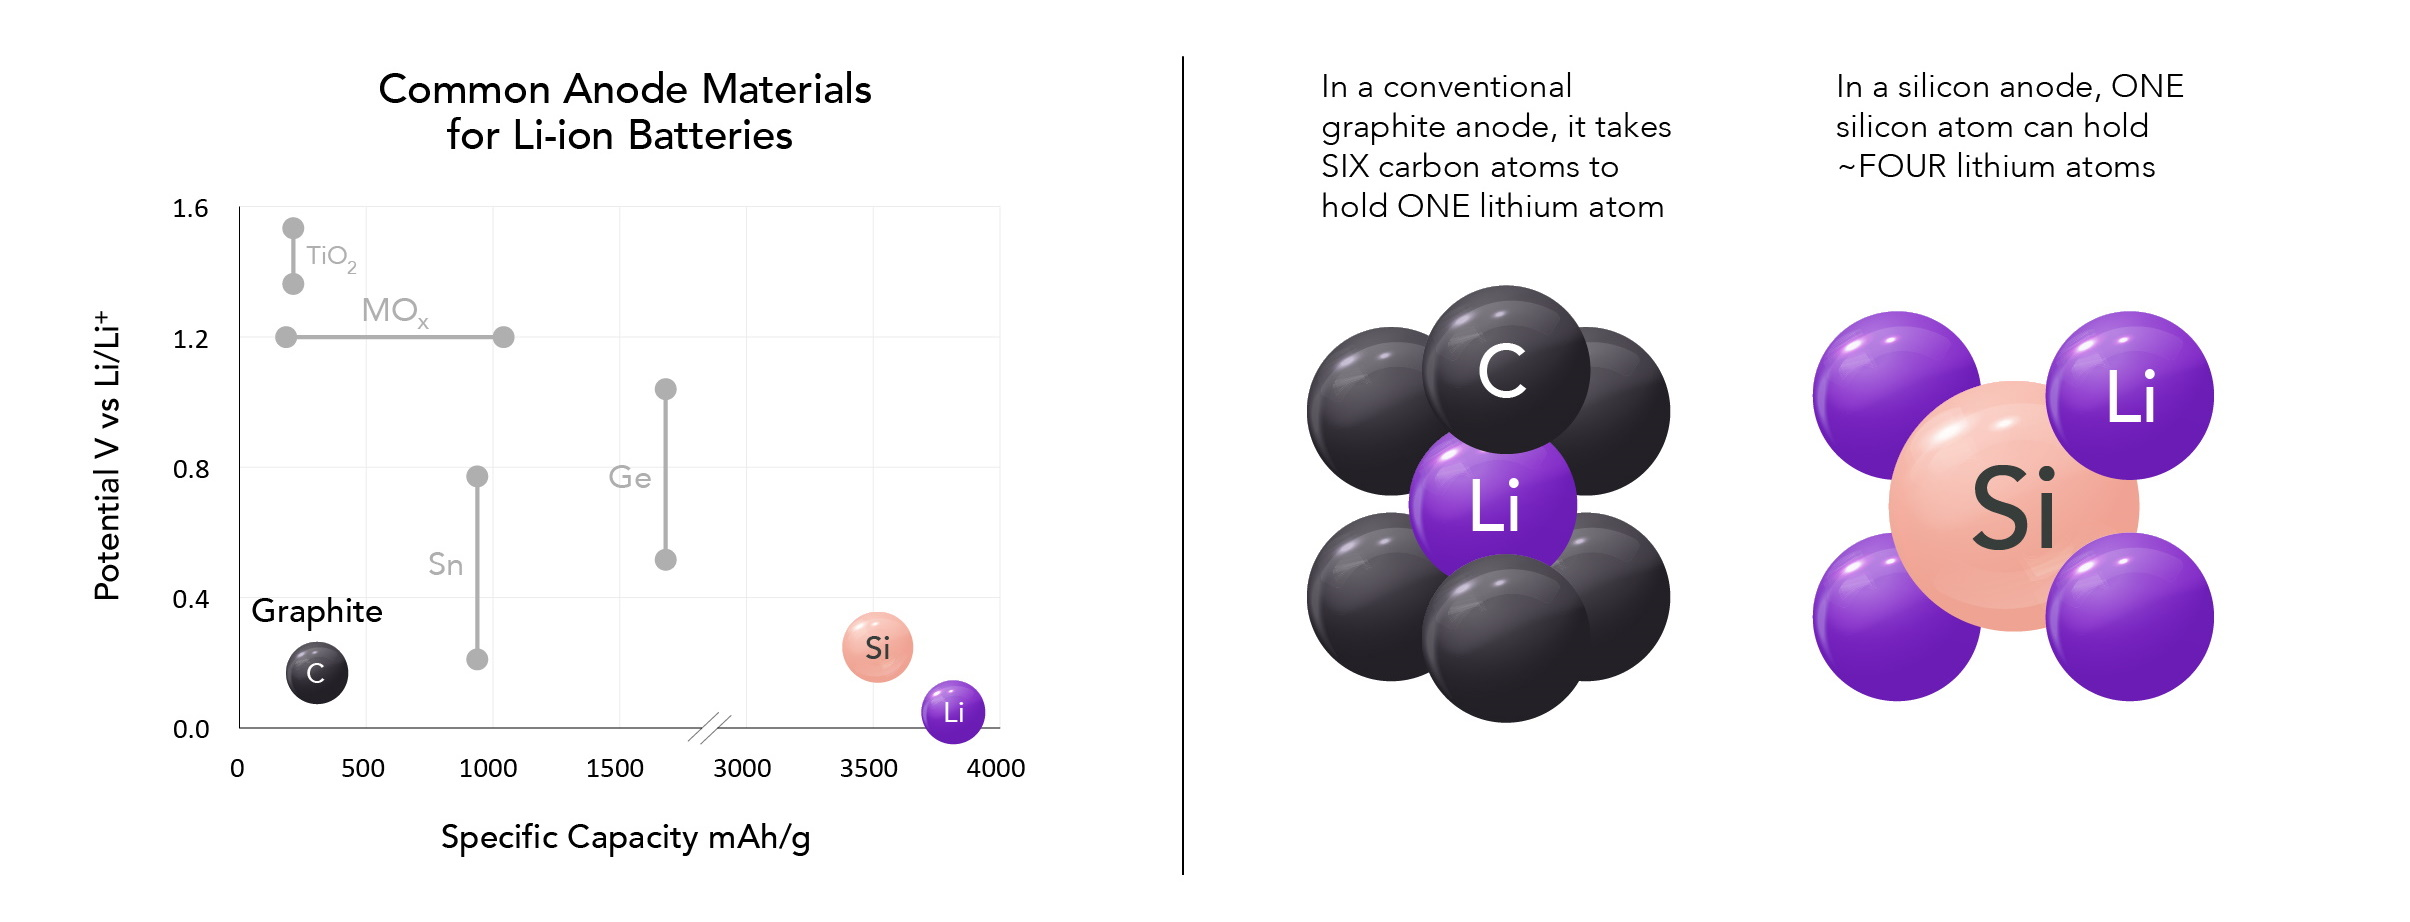 Common Anode Materials
for Li-ion Batteries
Potential V vs Li/Li⁺
1.6
1.2
0.8
0.4
0.0
TiO₂
MOₓ
Ge
Sn
Graphite
C
Si
Li
0 500 1000 1500 3000 3500 4000
Specific Capacity mAh/g
In a conventional
graphite anode, it takes
SIX carbon atoms to
hold ONE lithium atom
C
Li
In a silicon anode, ONE
silicon atom can hold
~FOUR lithium atoms
Li
Si